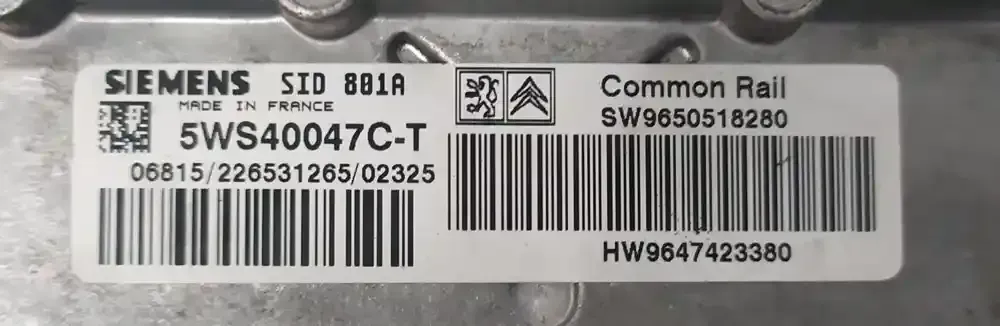 SIEMENS SID 801A
MADE IN FRANCE
5WS40047C-T
06815/226531265/02325
Common Rail
SW9650518280
HW9647423380